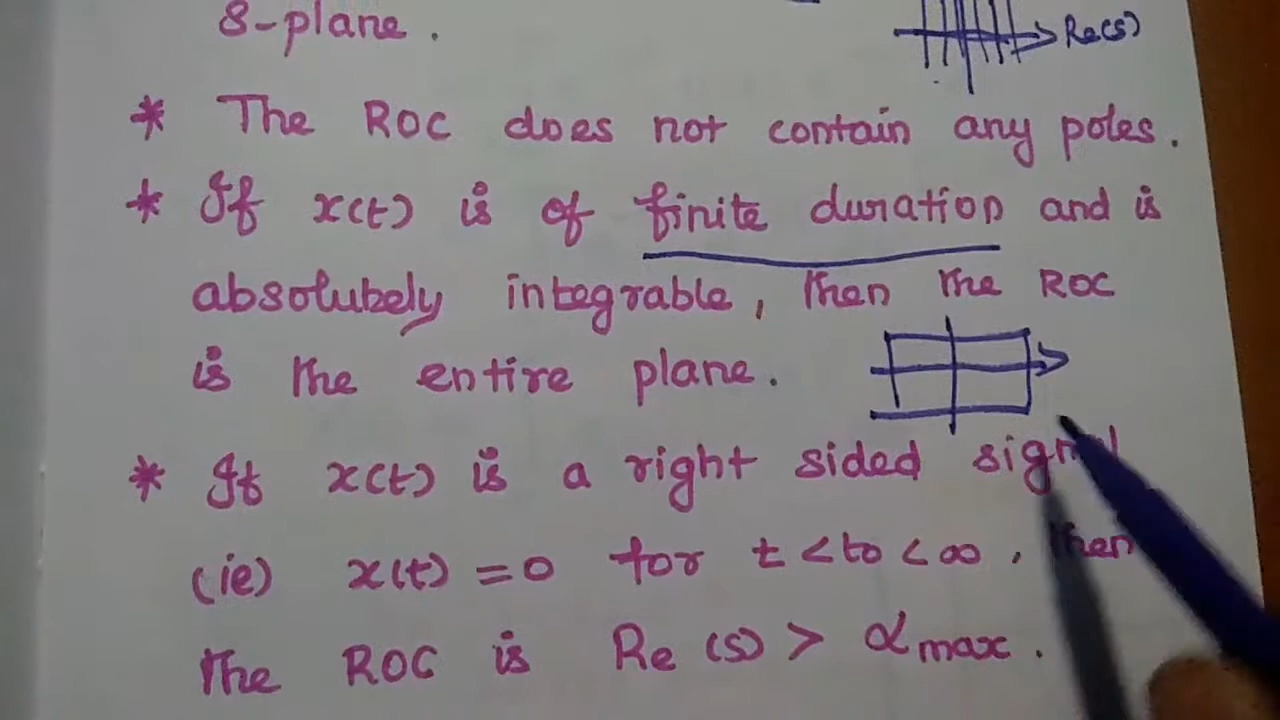 s-plane.
Re(s)
* The ROC does not contain any poles.
* If x(t) is of finite duration and is
absolutely integrable, then the ROC
is the entire plane.
* If x(t) is a right sided signal
(ie) x(t) = 0 for t < to < ∞, then
the ROC is Re(s) > αmax.